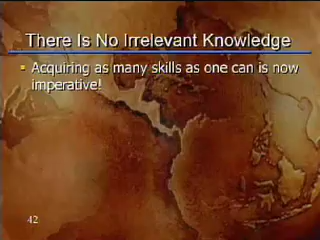 There Is No Irrelevant Knowledge
Acquiring as many skills as one can is now
imperative!
42